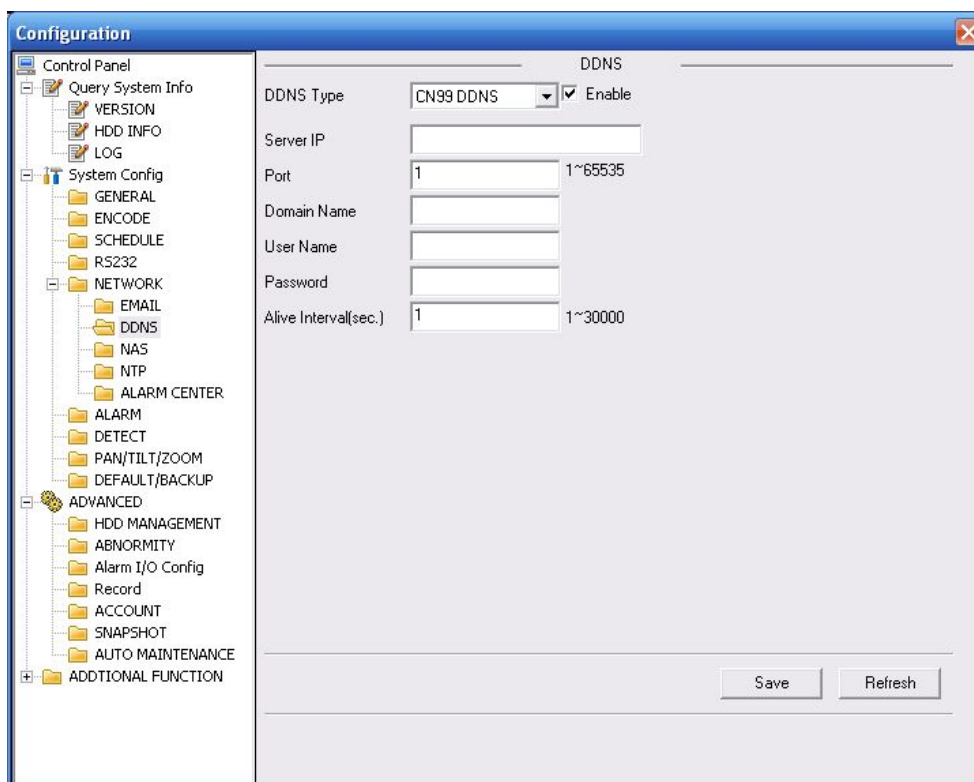 Configuration
Control Panel
Query System Info
VERSION
HDD INFO
LOG
System Config
GENERAL
ENCODE
SCHEDULE
RS232
NETWORK
EMAIL
DDNS
NAS
NTP
ALARM CENTER
ALARM
DETECT
PAN/TILT/ZOOM
DEFAULT/BACKUP
ADVANCED
HDD MANAGEMENT
ABNORMITY
Alarm I/O Config
Record
ACCOUNT
SNAPSHOT
AUTO MAINTENANCE
ADDTIONAL FUNCTION
DDNS
DDNS Type CN99 DDNS Enable
Server IP
Port 1 1~65535
Domain Name
User Name
Password
Alive Interval(sec.) 1 1~30000
Save Refresh